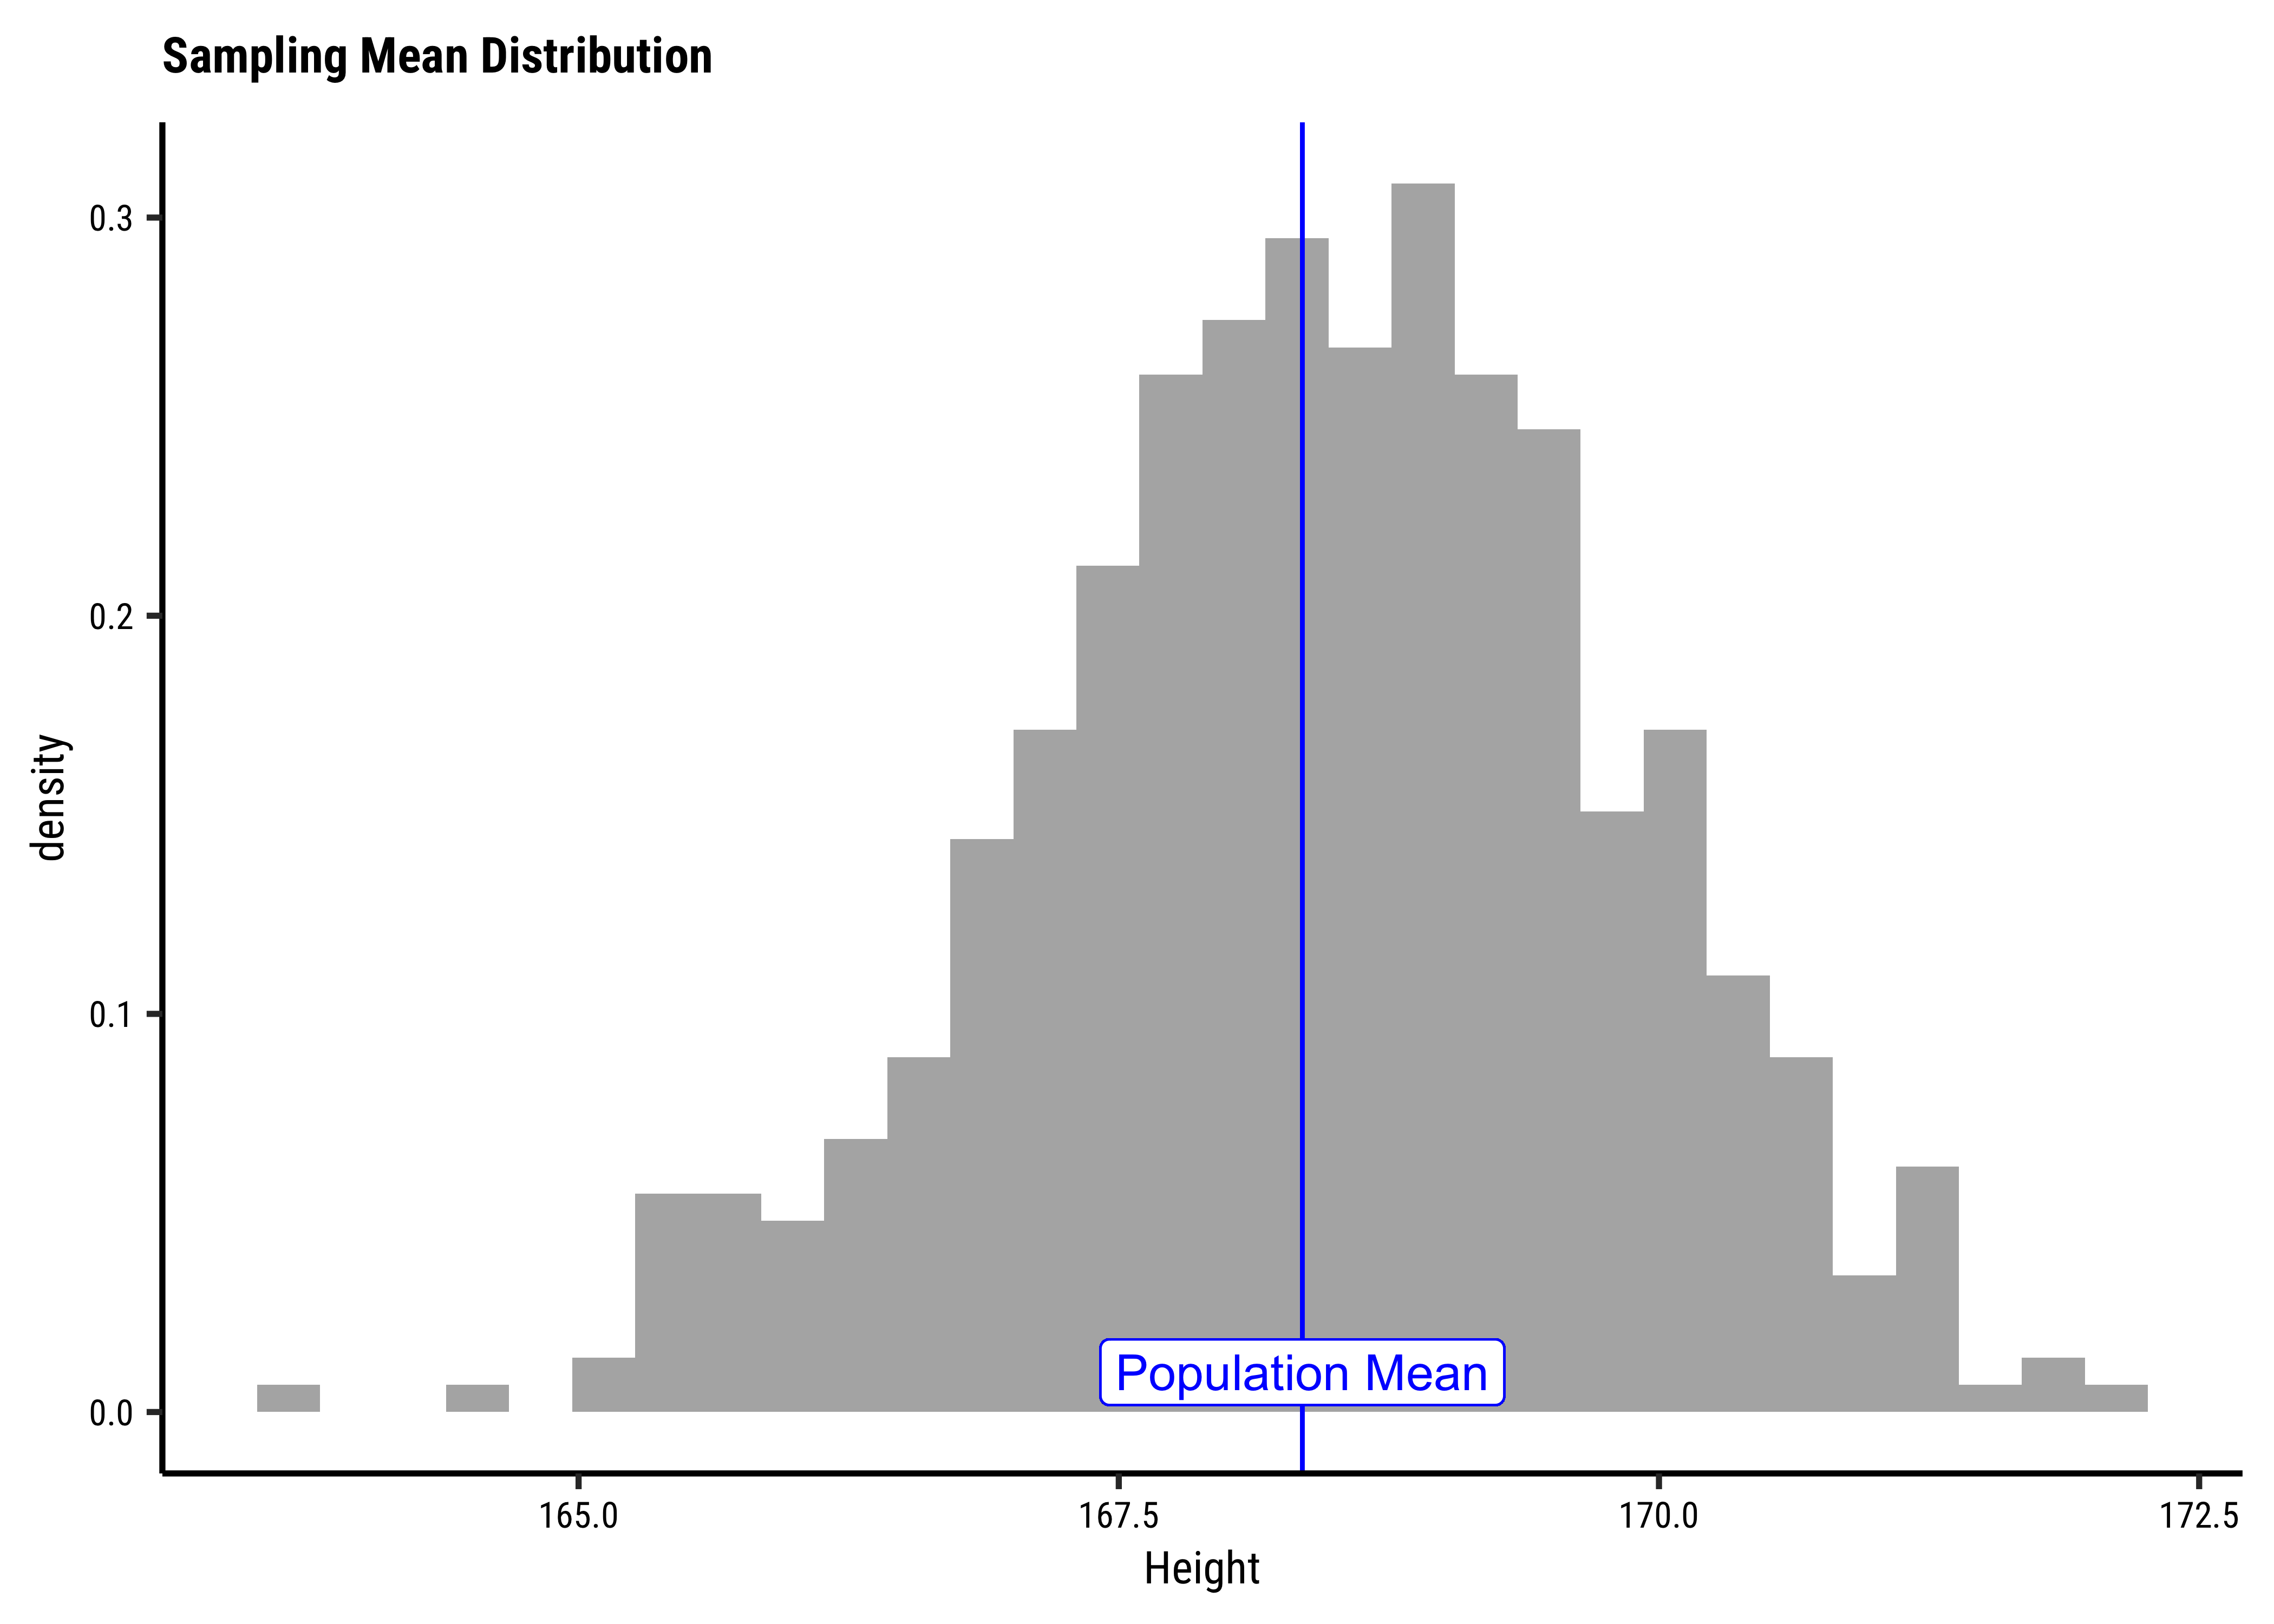 Sampling Mean Distribution
0.3
0.2
0.1
0.0
density
Population Mean
165.0 167.5 170.0 172.5
Height